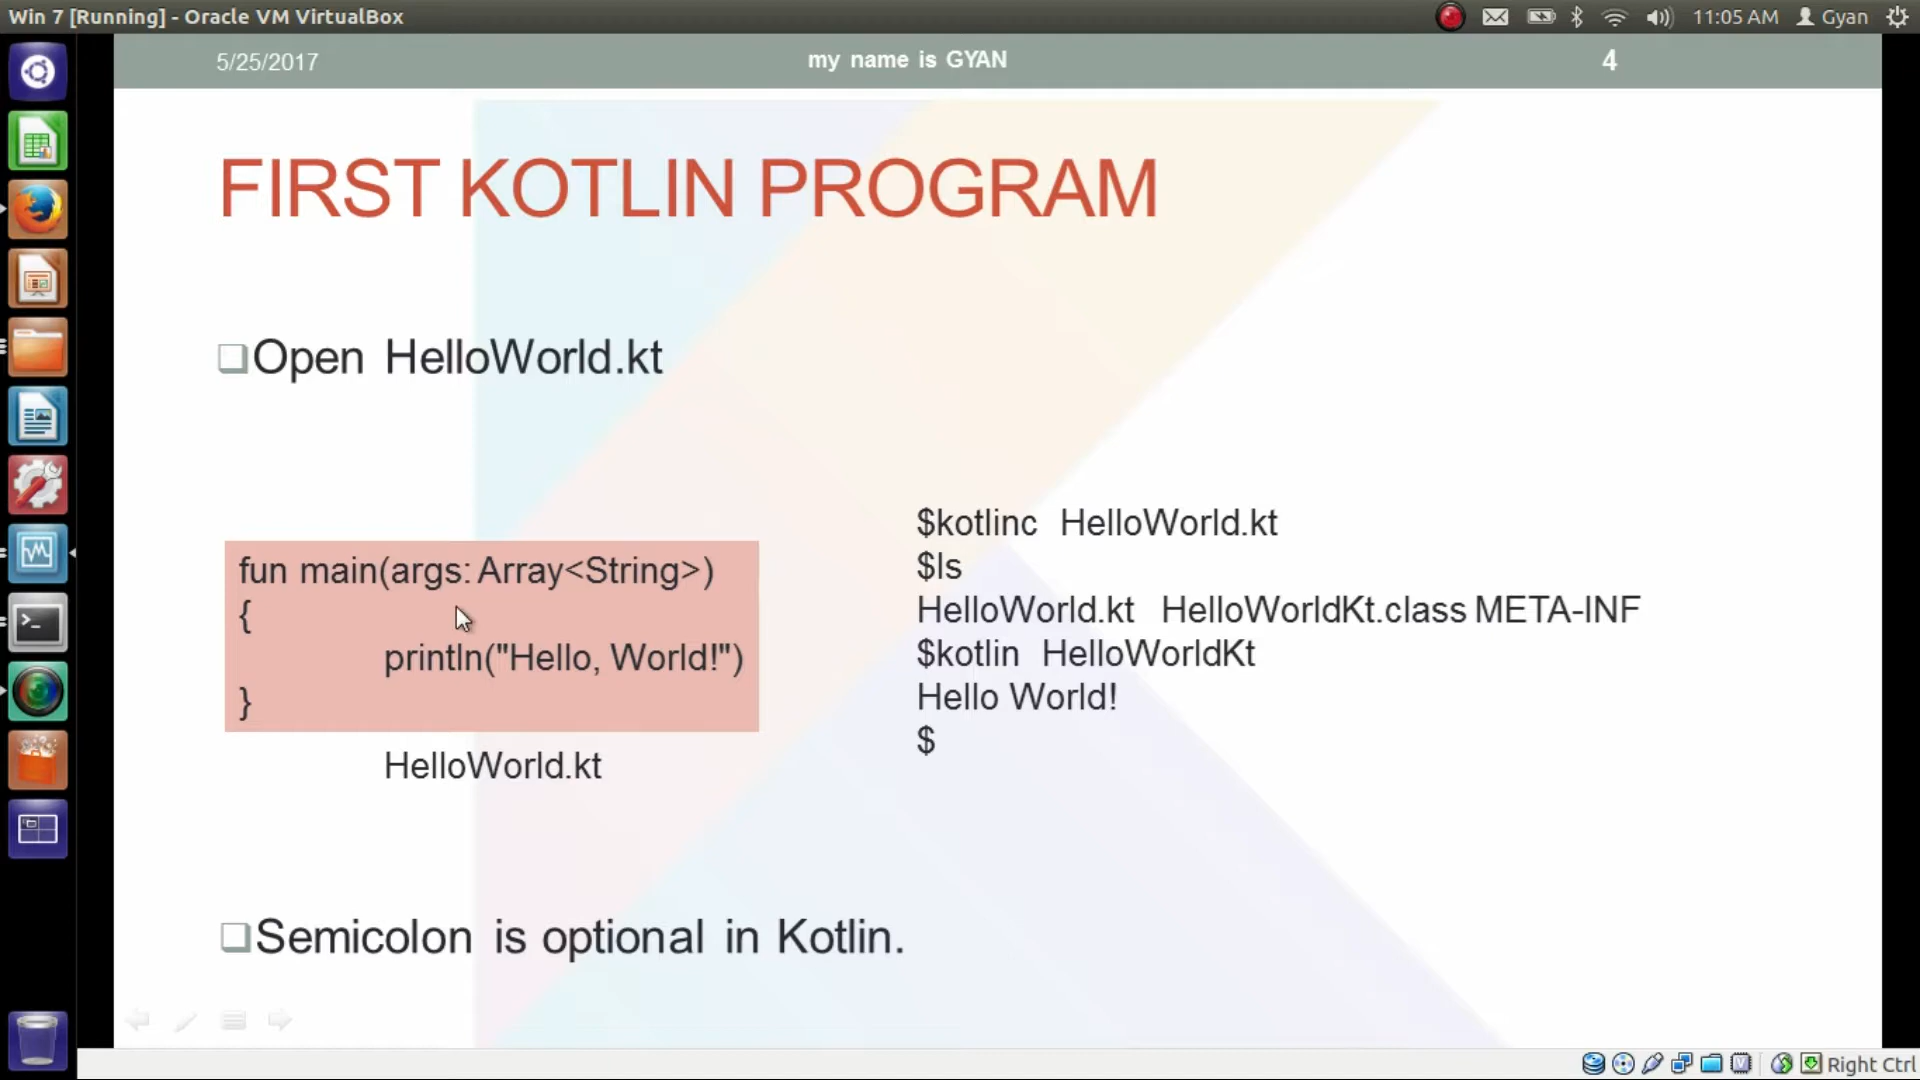 Win 7 [Running] - Oracle VM VirtualBox
11:05 AM
Gyan
5/25/2017
my name is GYAN
4
FIRST KOTLIN PROGRAM
Open HelloWorld.kt
fun main(args: Array<String>)
{
println("Hello, World!")
}
HelloWorld.kt
$kotlinc HelloWorld.kt
$ls
HelloWorld.kt HelloWorldKt.class META-INF
$kotlin HelloWorldKt
Hello World!
$
Semicolon is optional in Kotlin.
Right Ctrl